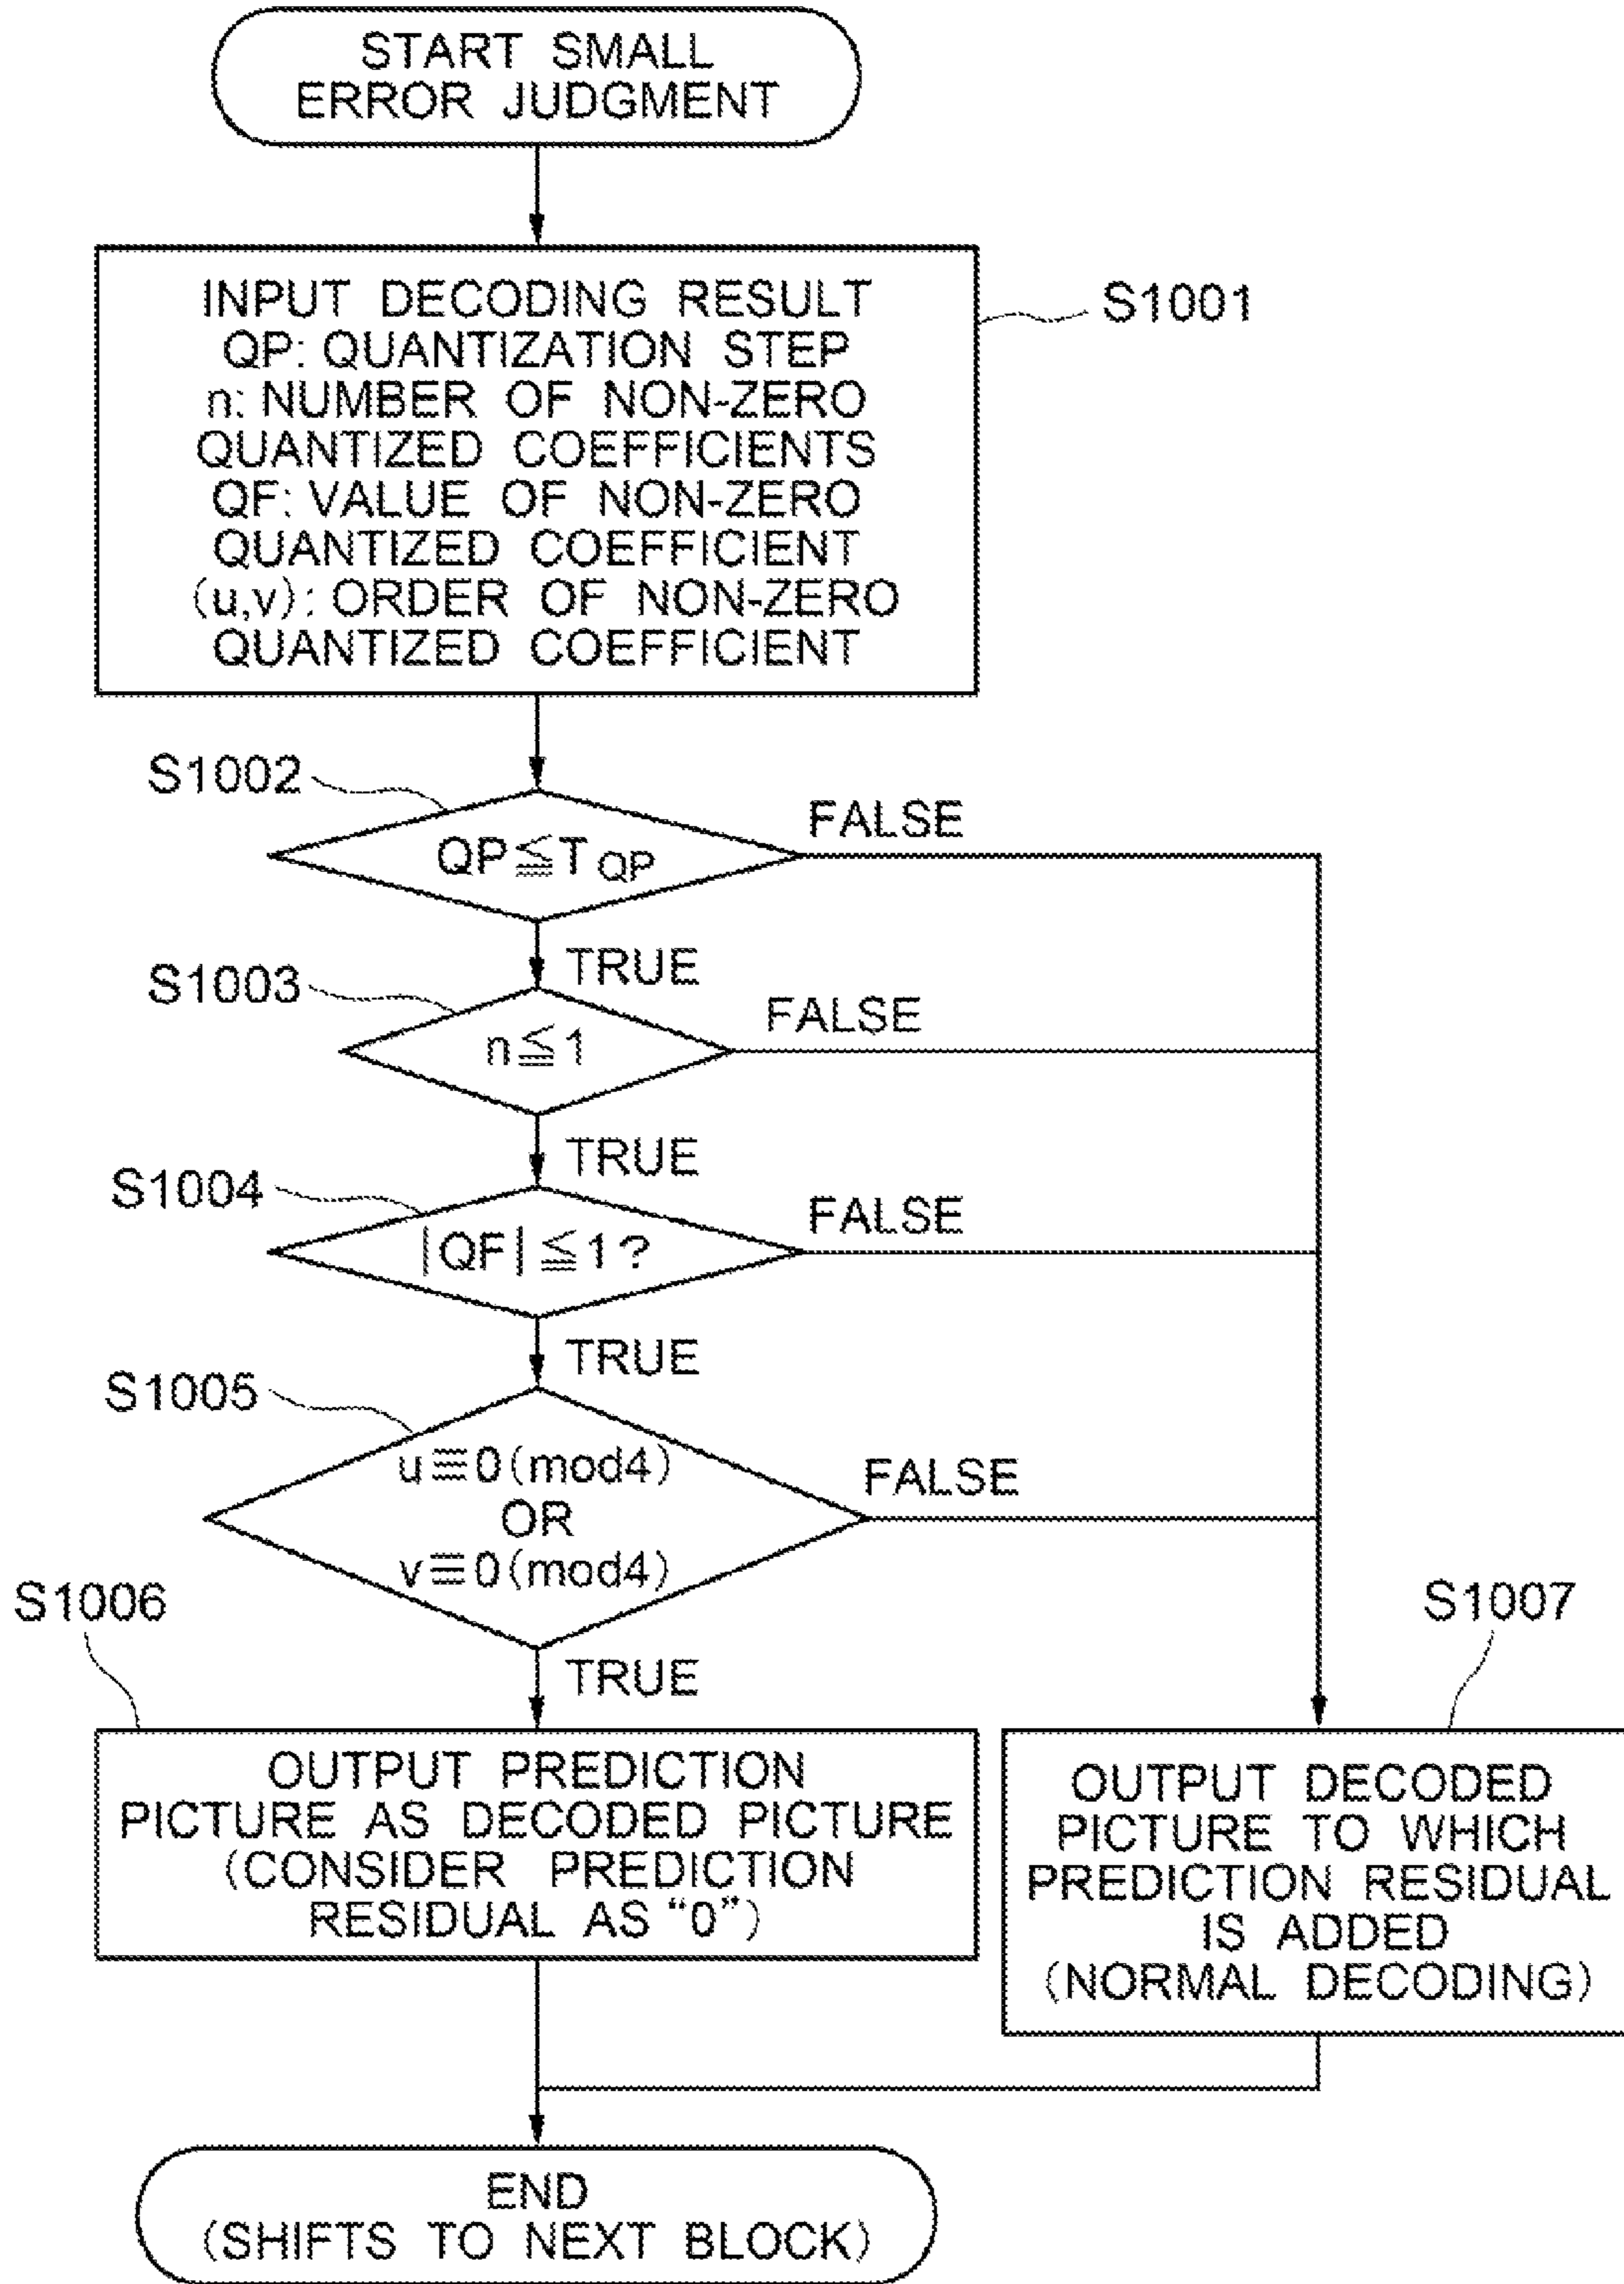 START SMALL
ERROR JUDGMENT
INPUT DECODING RESULT
QP: QUANTIZATION STEP
n: NUMBER OF NON-ZERO
QUANTIZED COEFFICIENTS
QF: VALUE OF NON-ZERO
QUANTIZED COEFFICIENT
(u,v): ORDER OF NON-ZERO
QUANTIZED COEFFICIENT
S1001
S1002
QP≦T QP
FALSE
TRUE
S1003
n≦1
FALSE
TRUE
S1004
|QF|≦1?
FALSE
TRUE
S1005
u≡0(mod4)
OR
v≡0(mod4)
FALSE
TRUE
S1006
OUTPUT PREDICTION
PICTURE AS DECODED PICTURE
(CONSIDER PREDICTION
RESIDUAL AS “0”)
S1007
OUTPUT DECODED
PICTURE TO WHICH
PREDICTION RESIDUAL
IS ADDED
(NORMAL DECODING)
END
(SHIFTS TO NEXT BLOCK)